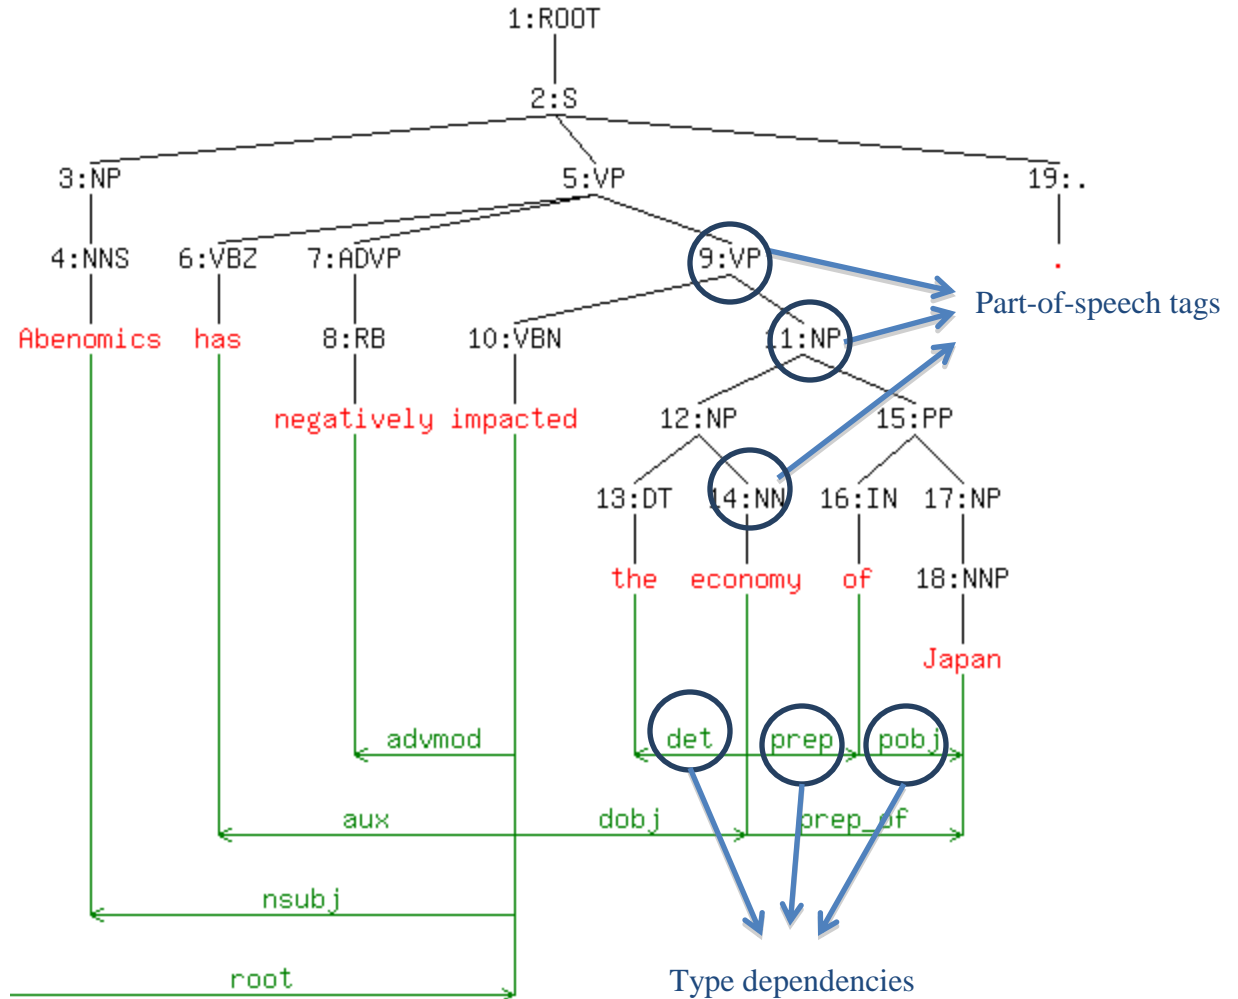 1:ROOT
2:S
3:NP 5:VP 19:.
4:NNS 6:VBZ 7:ADVP 9:VP .
Part-of-speech tags
Abenomics has 8:RB 10:VBN 11:NP
negatively impacted 12:NP 15:PP
13:DT 14:NN 16:IN 17:NP
the economy of 18:NNP
Japan
advmod det prep pobj
aux dobj prep_of
nsubj
root
Type dependencies